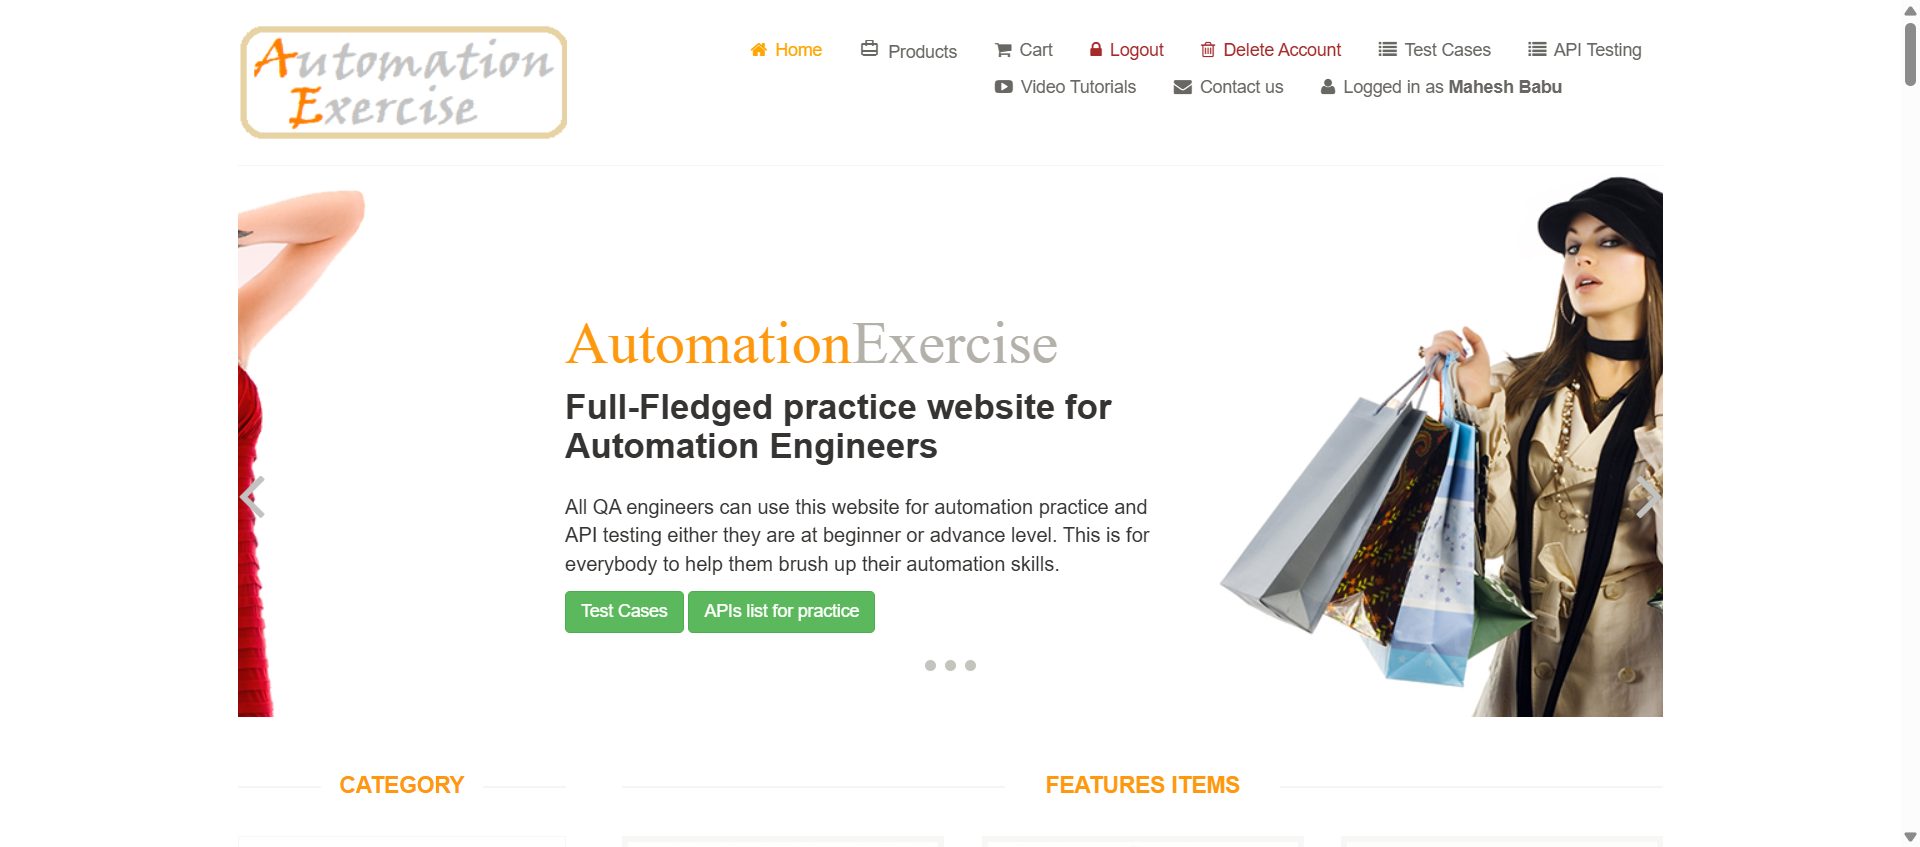 Automation
Exercise
Home Products Cart Logout Delete Account Test Cases API Testing
Video Tutorials Contact us Logged in as Mahesh Babu
AutomationExercise
Full-Fledged practice website for
Automation Engineers
All QA engineers can use this website for automation practice and
API testing either they are at beginner or advance level. This is for
everybody to help them brush up their automation skills.
Test Cases APIs list for practice
CATEGORY FEATURES ITEMS